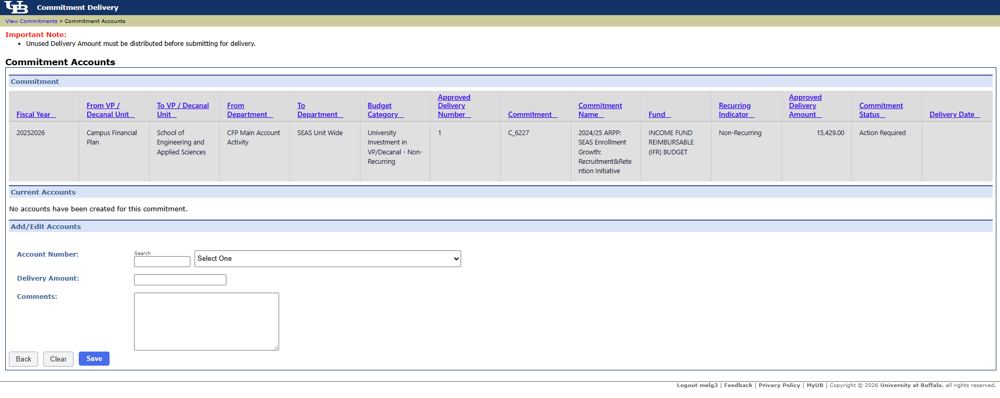 UB Commitment Delivery
View Commitments » Commitment Accounts
Important Note:
• Unused Delivery Amount must be distributed before submitting for delivery.
Commitment Accounts
Commitment
Fiscal Year
From VP /
Decanal Unit
To VP / Decanal
Unit
From
Department
To
Department
Budget
Category
Approved
Delivery
Number
Commitment
Commitment
Name
Fund
Recurring
Indicator
Approved
Delivery
Amount
Commitment
Status
Delivery Date
20252026
Campus Financial
Plan
School of
Engineering and
Applied Sciences
CFP Main Account
Activity
SEAS Unit Wide
University
Investment in
VP/Decanal - Non-
Recurring
1
C_6227
2024/25 ARPP:
SEAS Enrollment
Growth:
Recruitment&Rete
ntion Initiative
INCOME FUND
REIMBURSABLE
(IFR) BUDGET
Non-Recurring
15,429.00
Action Required
Current Accounts
No accounts have been created for this commitment.
Add/Edit Accounts
Account Number:
Search
Select One
Delivery Amount:
Comments:
Back Clear Save
Logout melg3 | Feedback | Privacy Policy | MyUB | Copyright © 2026 University at Buffalo, all rights reserved.